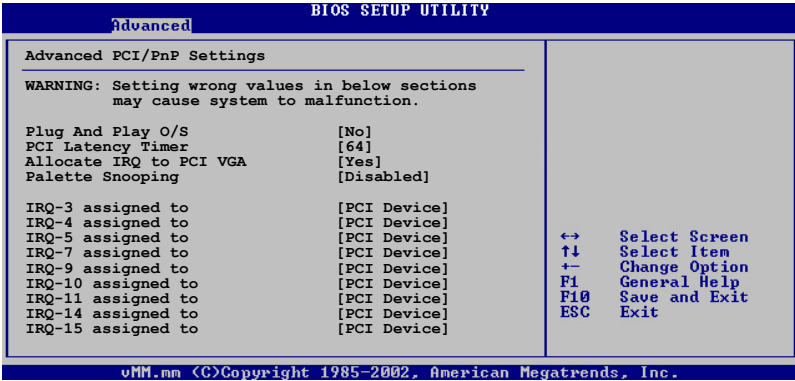 BIOS SETUP UTILITY
Advanced
Advanced PCI/PnP Settings
WARNING: Setting wrong values in below sections
may cause system to malfunction.
Plug And Play O/S [No]
PCI Latency Timer [64]
Allocate IRQ to PCI VGA [Yes]
Palette Snooping [Disabled]
IRQ-3 assigned to [PCI Device]
IRQ-4 assigned to [PCI Device]
IRQ-5 assigned to [PCI Device]
IRQ-7 assigned to [PCI Device]
IRQ-9 assigned to [PCI Device]
IRQ-10 assigned to [PCI Device]
IRQ-11 assigned to [PCI Device]
IRQ-14 assigned to [PCI Device]
IRQ-15 assigned to [PCI Device]
←→ Select Screen
↑↓ Select Item
+- Change Option
F1 General Help
F10 Save and Exit
ESC Exit
vMM.mm (C)Copyright 1985-2002, American Megatrends, Inc.